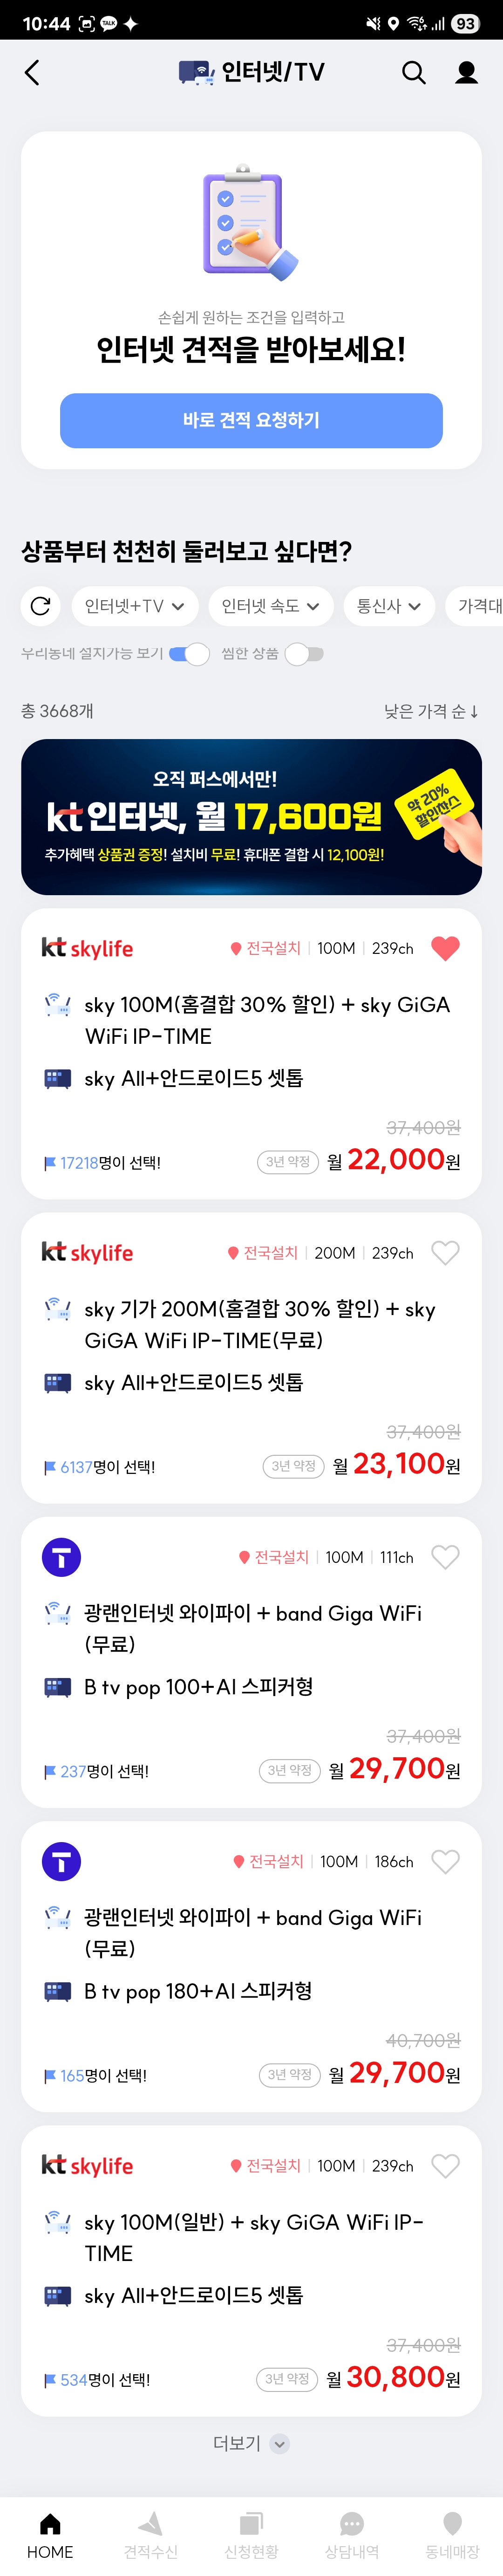 10:44 TALK 93
인터넷/TV
손쉽게 원하는 조건을 입력하고
인터넷 견적을 받아보세요!
바로 견적 요청하기
상품부터 천천히 둘러보고 싶다면?
인터넷+TV 인터넷 속도 통신사 가격대
우리동네 설치가능 보기 찜한 상품
총 3668개 낮은 가격 순↓
오직 퍼스에서만!
kt 인터넷, 월 17,600원
약 20%
할인찬스
추가혜택 상품권 증정! 설치비 무료! 휴대폰 결합 시 12,100원!
kt skylife 전국설치 | 100M | 239ch
sky 100M(홈결합 30% 할인) + sky GiGA
WiFi IP-TIME
sky All+안드로이드5 셋톱
37,400원
17218명이 선택! 3년 약정 월 22,000원
kt skylife 전국설치 | 200M | 239ch
sky 기가 200M(홈결합 30% 할인) + sky
GiGA WiFi IP-TIME(무료)
sky All+안드로이드5 셋톱
37,400원
6137명이 선택! 3년 약정 월 23,100원
T 전국설치 | 100M | 111ch
광랜인터넷 와이파이 + band Giga WiFi
(무료)
B tv pop 100+AI 스피커형
37,400원
237명이 선택! 3년 약정 월 29,700원
T 전국설치 | 100M | 186ch
광랜인터넷 와이파이 + band Giga WiFi
(무료)
B tv pop 180+AI 스피커형
40,700원
165명이 선택! 3년 약정 월 29,700원
kt skylife 전국설치 | 100M | 239ch
sky 100M(일반) + sky GiGA WiFi IP-
TIME
sky All+안드로이드5 셋톱
37,400원
534명이 선택! 3년 약정 월 30,800원
더보기
HOME 견적수신 신청현황 상담내역 동네매장